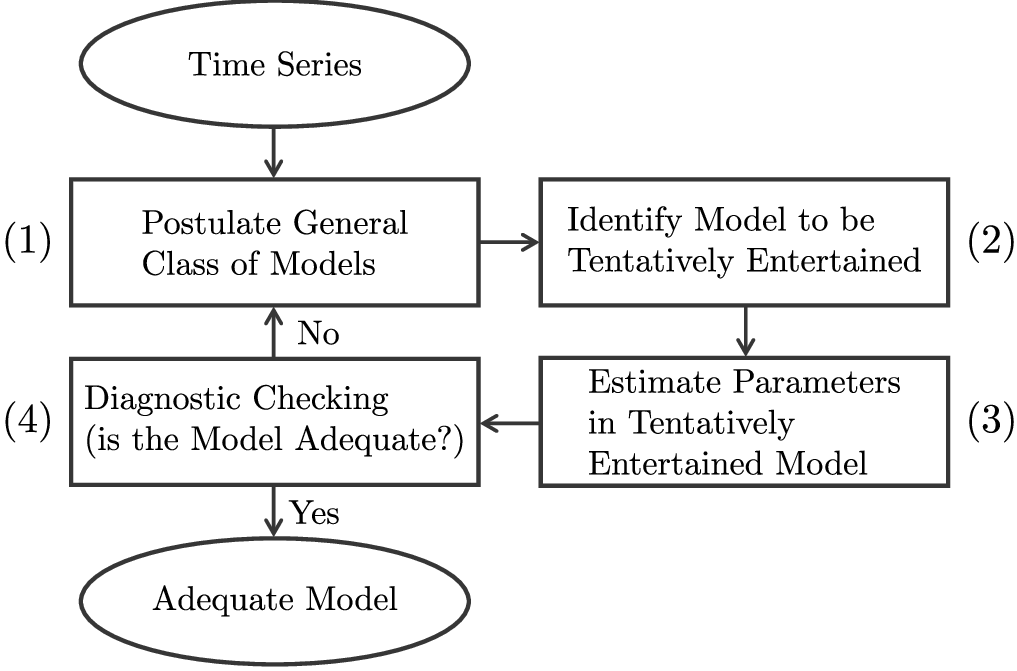 Time Series
(1)
Postulate General
Class of Models
Identify Model to be
Tentatively Entertained
(2)
No
(4)
Diagnostic Checking
(is the Model Adequate?)
Estimate Parameters
in Tentatively
Entertained Model
(3)
Yes
Adequate Model